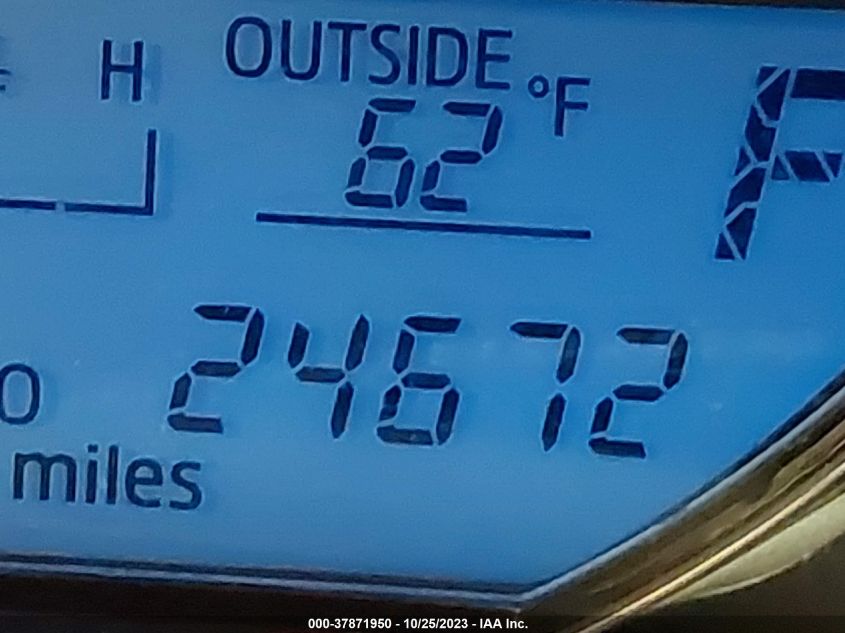 H
OUTSIDE
62 °F
F
24672
O
miles
000-37871950 - 10/25/2023 - IAA Inc.